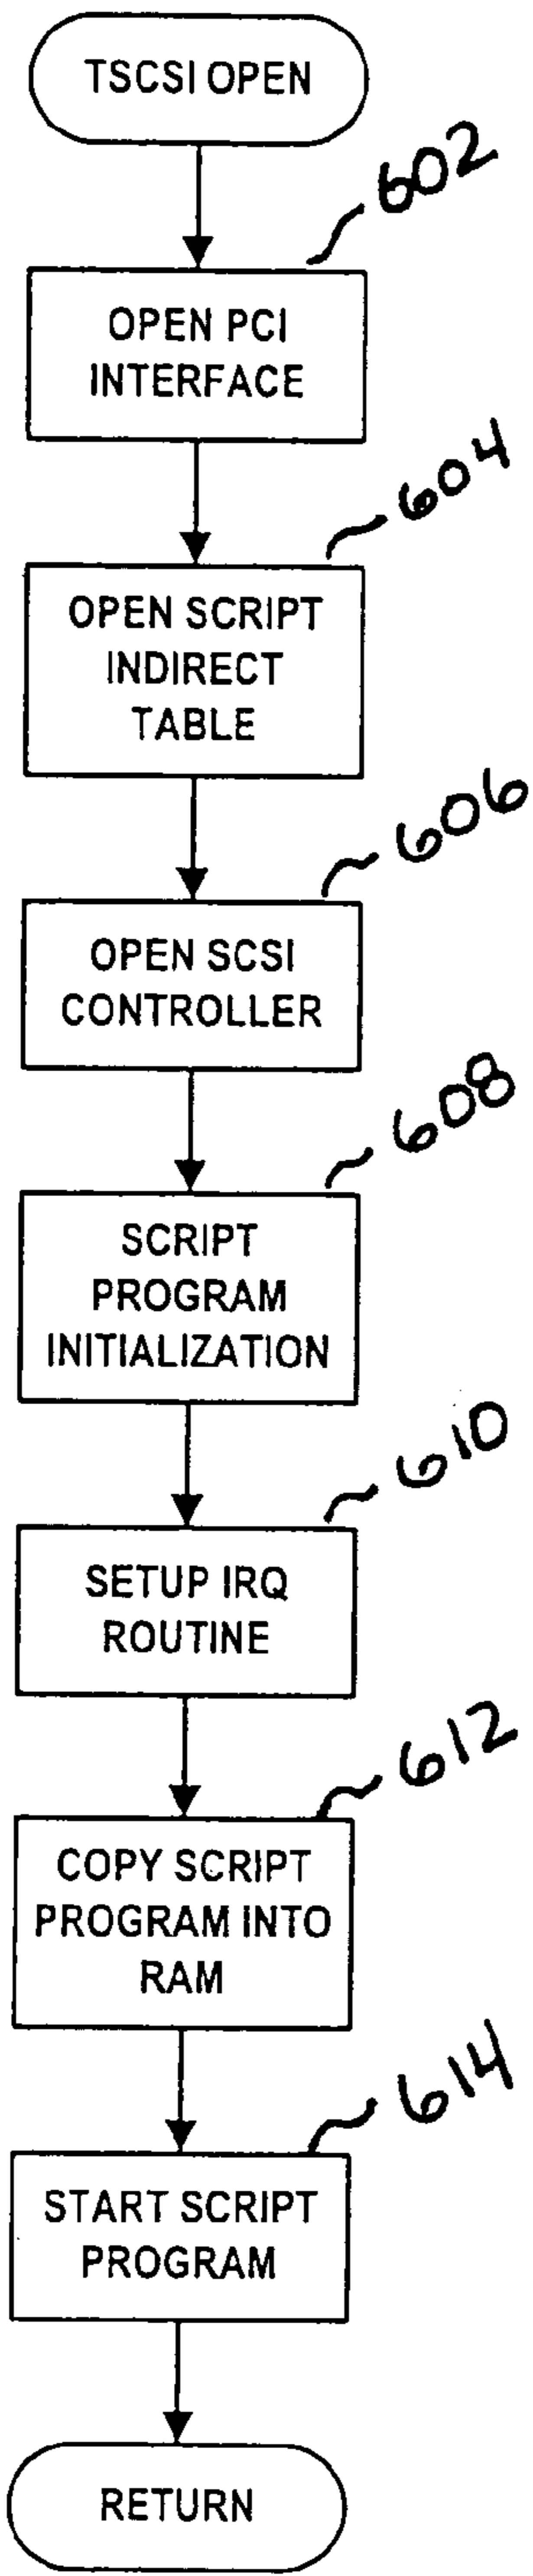 TSCSI OPEN
602
OPEN PCI
INTERFACE
604
OPEN SCRIPT
INDIRECT
TABLE
606
OPEN SCSI
CONTROLLER
608
SCRIPT
PROGRAM
INITIALIZATION
610
SETUP IRQ
ROUTINE
612
COPY SCRIPT
PROGRAM INTO
RAM
614
START SCRIPT
PROGRAM
RETURN